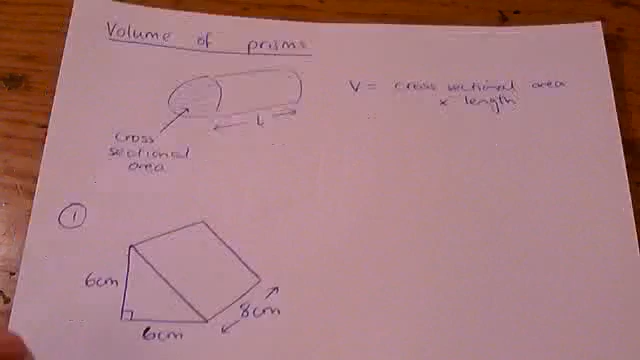 Volume of prisms
V = cross sectional area
x length
L
cross
sectional
area
1
6cm
8cm
6cm